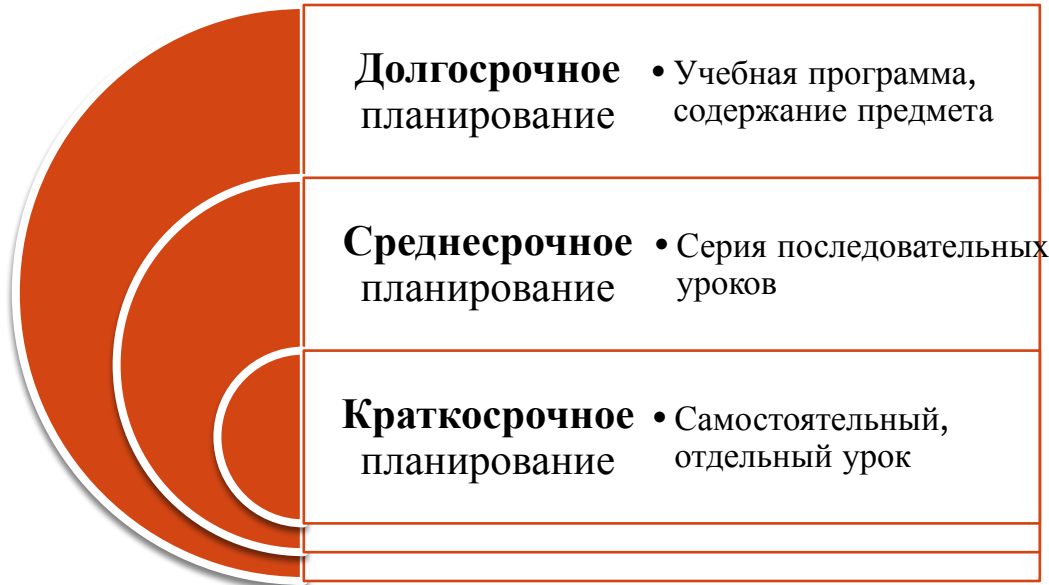 Долгосрочное
планирование
• Учебная программа,
содержание предмета
Среднесрочное
планирование
• Серия последовательных
уроков
Краткосрочное
планирование
• Самостоятельный,
отдельный урок